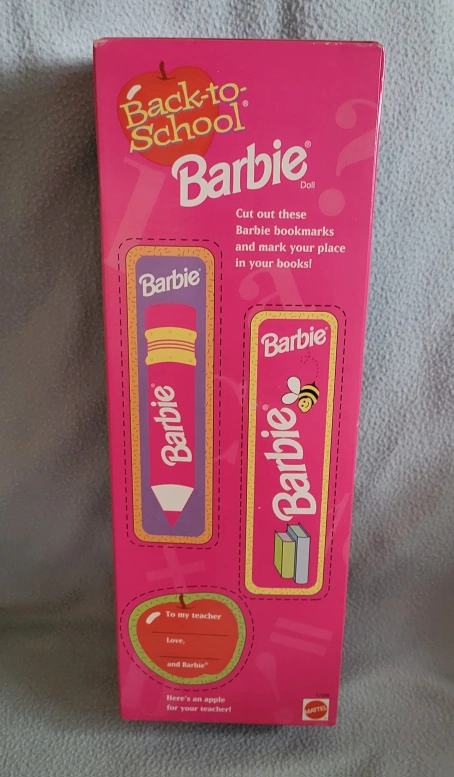 Back-to-
School®
Barbie®
Doll
Cut out these
Barbie bookmarks
and mark your place
in your books!
Barbie®
Barbie®
Barbie®
Barbie®
To my teacher
Love,
and Barbie®
Here's an apple
for your teacher!
MATTEL